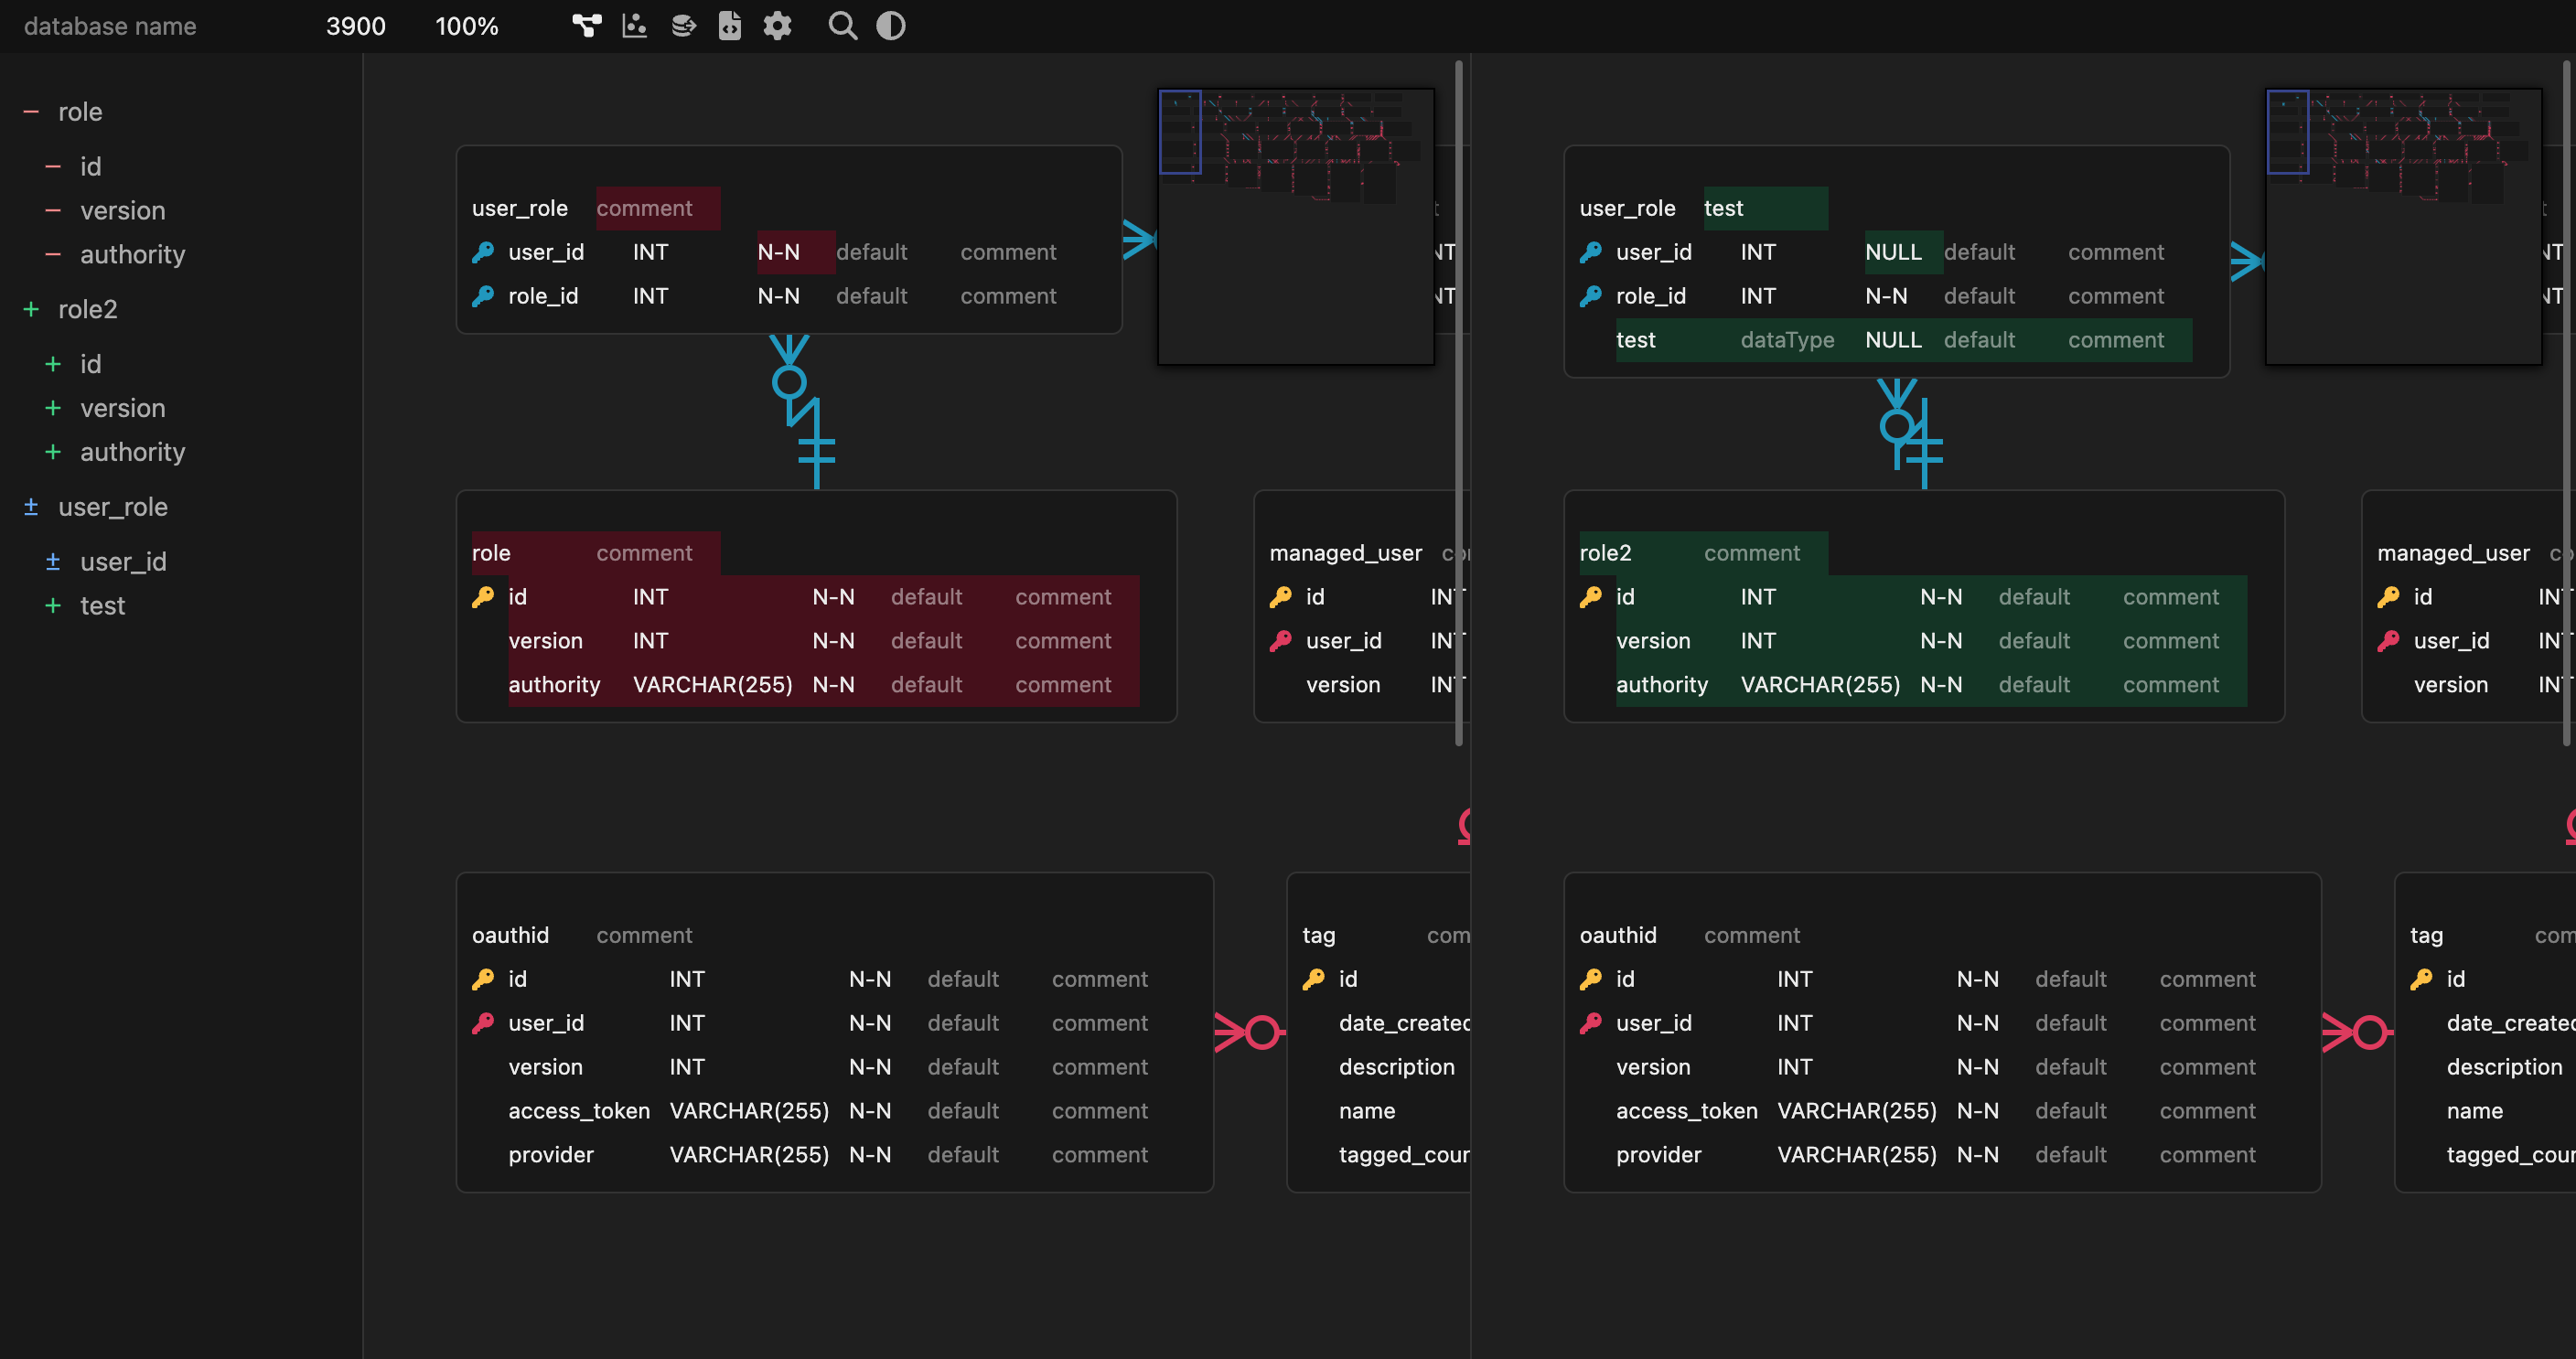 database name 3900 100%
role
id
version
authority
role2
id
version
authority
user_role
user_id
test
user_role comment
user_id INT N-N default comment
role_id INT N-N default comment
role comment
id INT N-N default comment
version INT N-N default comment
authority VARCHAR(255) N-N default comment
managed_user
id INT
user_id INT
version INT
oauthid comment
id INT N-N default comment
user_id INT N-N default comment
version INT N-N default comment
access_token VARCHAR(255) N-N default comment
provider VARCHAR(255) N-N default comment
tag com
id
date_created
description
name
tagged_cour
user_role test
user_id INT NULL default comment
role_id INT N-N default comment
test dataType NULL default comment
role2 comment
id INT N-N default comment
version INT N-N default comment
authority VARCHAR(255) N-N default comment
managed_user co
id INT
user_id INT
version INT
oauthid comment
id INT N-N default comment
user_id INT N-N default comment
version INT N-N default comment
access_token VARCHAR(255) N-N default comment
provider VARCHAR(255) N-N default comment
tag com
id
date_created
description
name
tagged_cour